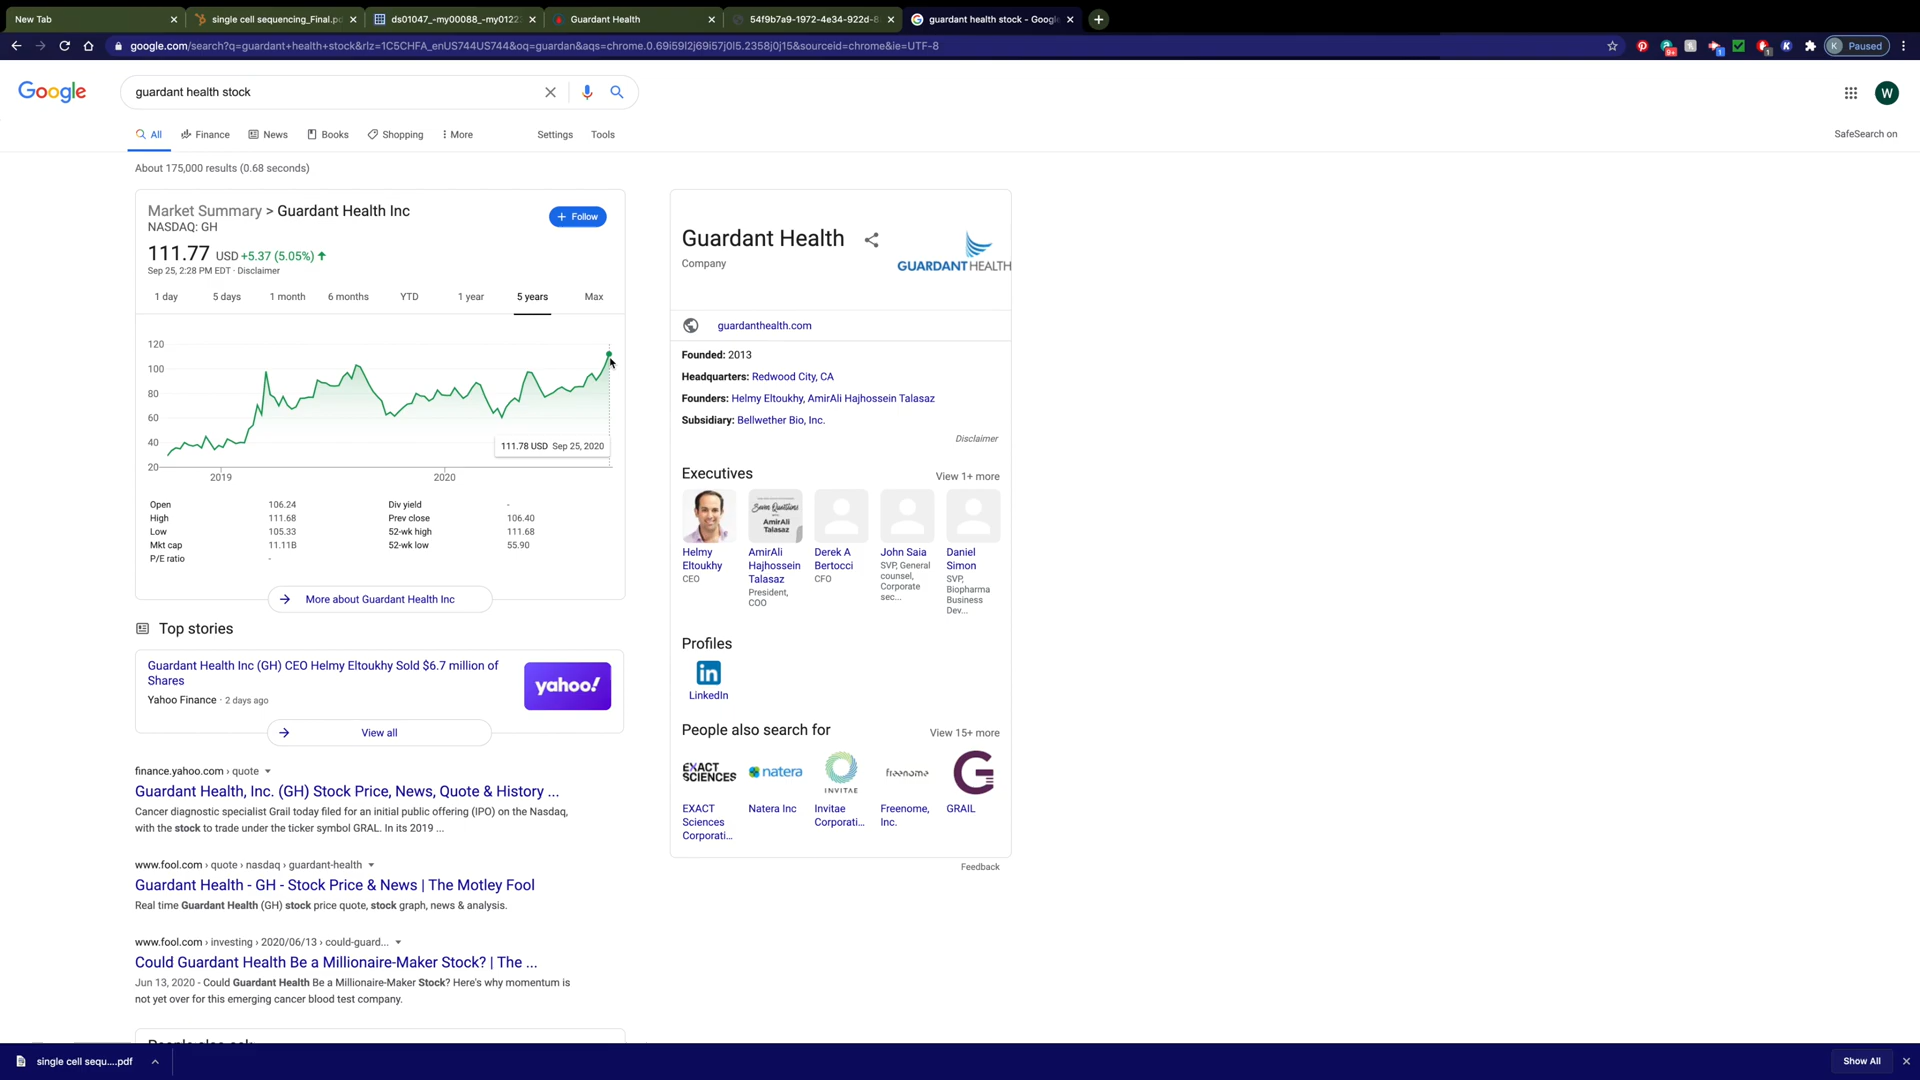 New Tab
single cell sequencing_Final.pd
ds01047_-my00088_-my0122
Guardant Health
54f9b7a9-1972-4e34-922d-8
guardant health stock - Google
google.com/search?q=guardant+health+stock&rlz=1C5CHFA_enUS744US744&oq=guardan&aqs=chrome.0.69i59l2j69i57j0l5.2358j0j15&sourceid=chrome&ie=UTF-8
K Paused
Google
guardant health stock
W
All
Finance
News
Books
Shopping
More
Settings
Tools
SafeSearch on
About 175,000 results (0.68 seconds)
Market Summary > Guardant Health Inc
NASDAQ: GH
Follow
111.77 USD +5.37 (5.05%)
Sep 25, 2:28 PM EDT · Disclaimer
1 day
5 days
1 month
6 months
YTD
1 year
5 years
Max
120
100
80
60
40
20
111.78 USD Sep 25, 2020
2019
2020
Open 106.24
High 111.68
Low 105.33
Mkt cap 11.11B
P/E ratio -
Div yield -
Prev close 106.40
52-wk high 111.68
52-wk low 55.90
More about Guardant Health Inc
Top stories
Guardant Health Inc (GH) CEO Helmy Eltoukhy Sold $6.7 million of
Shares
Yahoo Finance · 2 days ago
yahoo!
View all
finance.yahoo.com › quote
Guardant Health, Inc. (GH) Stock Price, News, Quote & History ...
Cancer diagnostic specialist Grail today filed for an initial public offering (IPO) on the Nasdaq,
with the stock to trade under the ticker symbol GRAL. In its 2019 ...
www.fool.com › quote › nasdaq › guardant-health
Guardant Health - GH - Stock Price & News | The Motley Fool
Real time Guardant Health (GH) stock price quote, stock graph, news & analysis.
www.fool.com › investing › 2020/06/13 › could-guard...
Could Guardant Health Be a Millionaire-Maker Stock? | The ...
Jun 13, 2020 - Could Guardant Health Be a Millionaire-Maker Stock? Here's why momentum is
not yet over for this emerging cancer blood test company.
Guardant Health
Company
GUARDANTHEALTH
guardanthealth.com
Founded: 2013
Headquarters: Redwood City, CA
Founders: Helmy Eltoukhy, AmirAli Hajhossein Talasaz
Subsidiary: Bellwether Bio, Inc.
Disclaimer
Executives
View 1+ more
Seven Questions
AmirAli
Talasaz
Helmy
Eltoukhy
CEO
AmirAli
Hajhossein
Talasaz
President,
COO
Derek A
Bertocci
CFO
John Saia
SVP, General
counsel,
Corporate
sec...
Daniel
Simon
SVP,
Biopharma
Business
Dev...
Profiles
in
LinkedIn
People also search for
View 15+ more
EXACT
SCIENCES
natera
INVITAE
freenome
G
EXACT
Sciences
Corporati...
Natera Inc
Invitae
Corporati...
Freenome,
Inc.
GRAIL
Feedback
single cell sequ....pdf
Show All